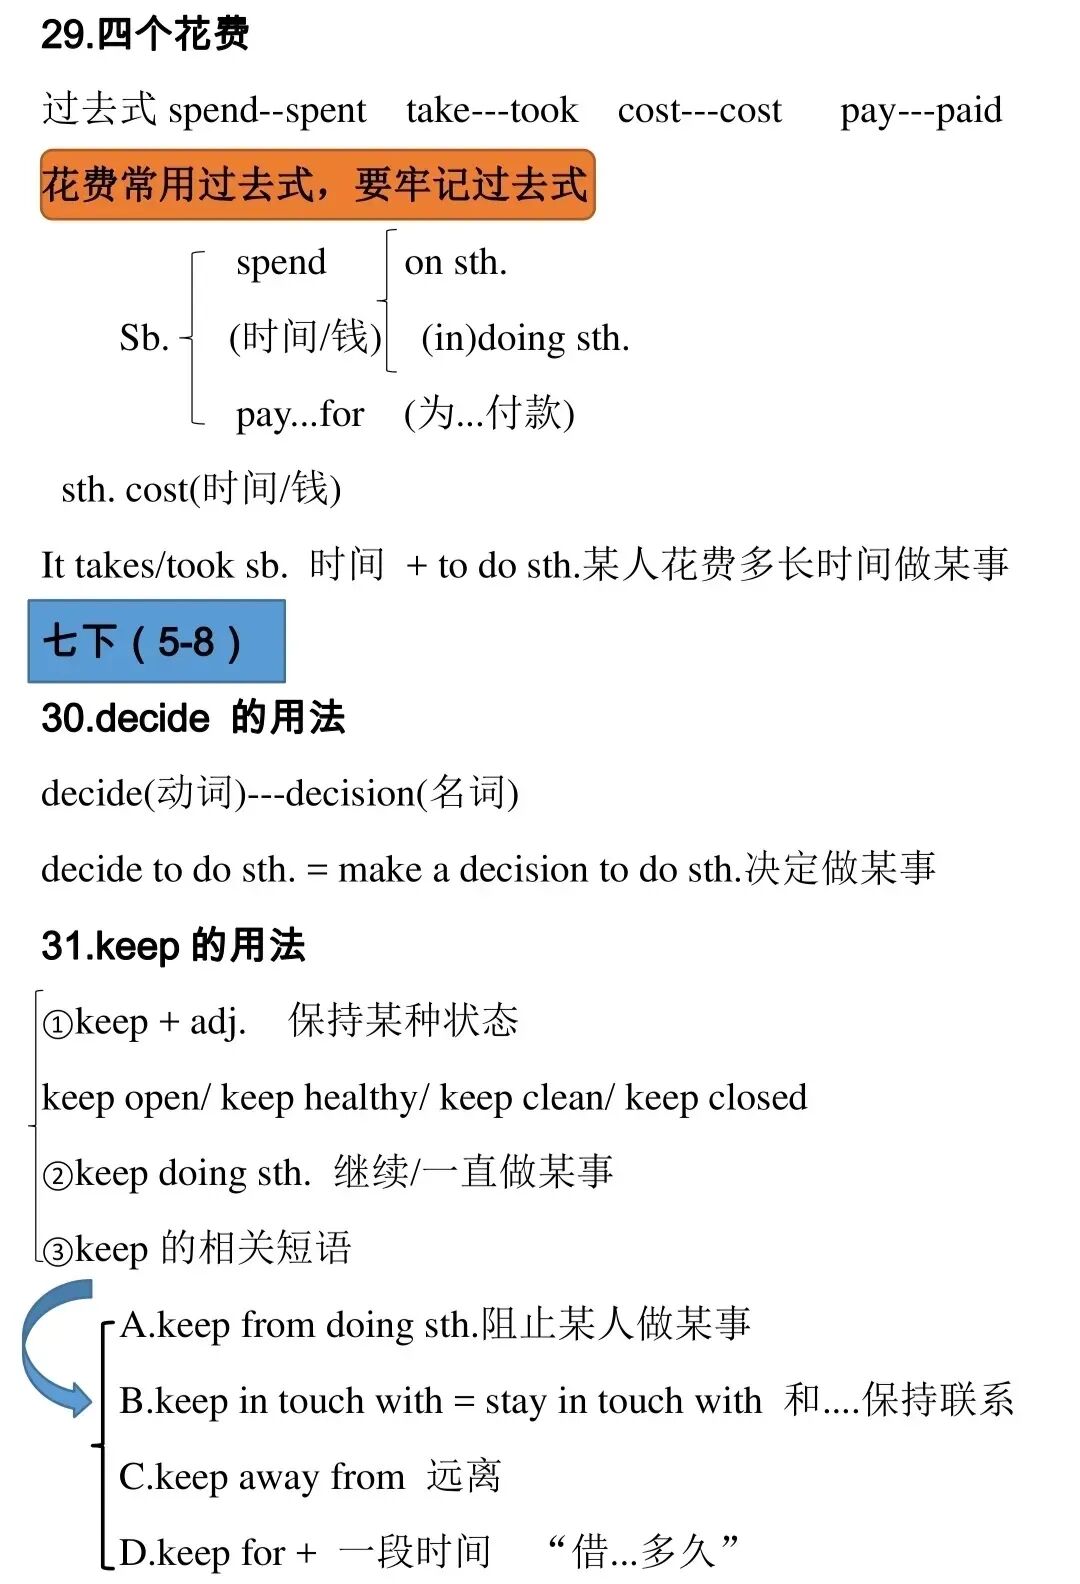 29.四个花费
过去式 spend--spent take---took cost---cost pay---paid
花费常用过去式，要牢记过去式
spend on sth.
Sb. (时间/钱) (in)doing sth.
pay...for (为...付款)
sth. cost(时间/钱)
It takes/took sb. 时间 + to do sth.某人花费多长时间做某事
七下（5-8）
30.decide 的用法
decide(动词)---decision(名词)
decide to do sth. = make a decision to do sth.决定做某事
31.keep 的用法
①keep + adj. 保持某种状态
keep open/ keep healthy/ keep clean/ keep closed
②keep doing sth. 继续/一直做某事
③keep 的相关短语
A.keep from doing sth.阻止某人做某事
B.keep in touch with = stay in touch with 和....保持联系
C.keep away from 远离
D.keep for + 一段时间 “借...多久”